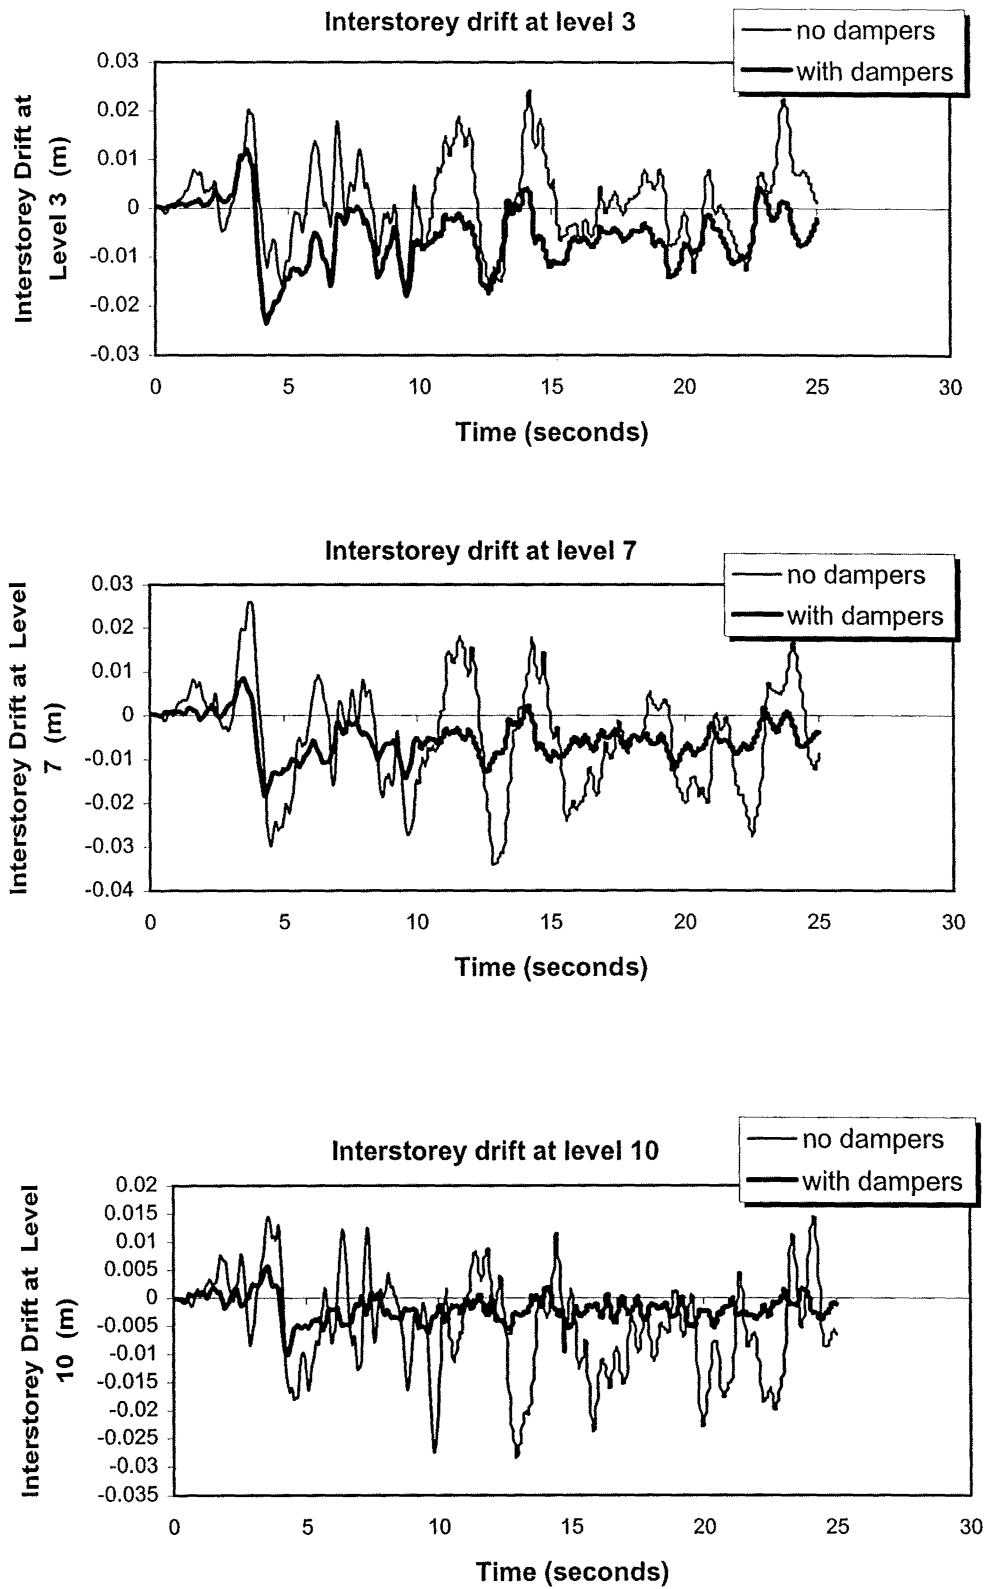 Interstorey drift at level 3
no dampers
with dampers
Interstorey Drift at
Level 3 (m)
0.03
0.02
0.01
0
-0.01
-0.02
-0.03
0 5 10 15 20 25 30
Time (seconds)
Interstorey drift at level 7
no dampers
with dampers
Interstorey Drift at Level
7 (m)
0.03
0.02
0.01
0
-0.01
-0.02
-0.03
-0.04
0 5 10 15 20 25 30
Time (seconds)
Interstorey drift at level 10
no dampers
with dampers
Interstorey Drift at Level
10 (m)
0.02
0.015
0.01
0.005
0
-0.005
-0.01
-0.015
-0.02
-0.025
-0.03
-0.035
0 5 10 15 20 25 30
Time (seconds)